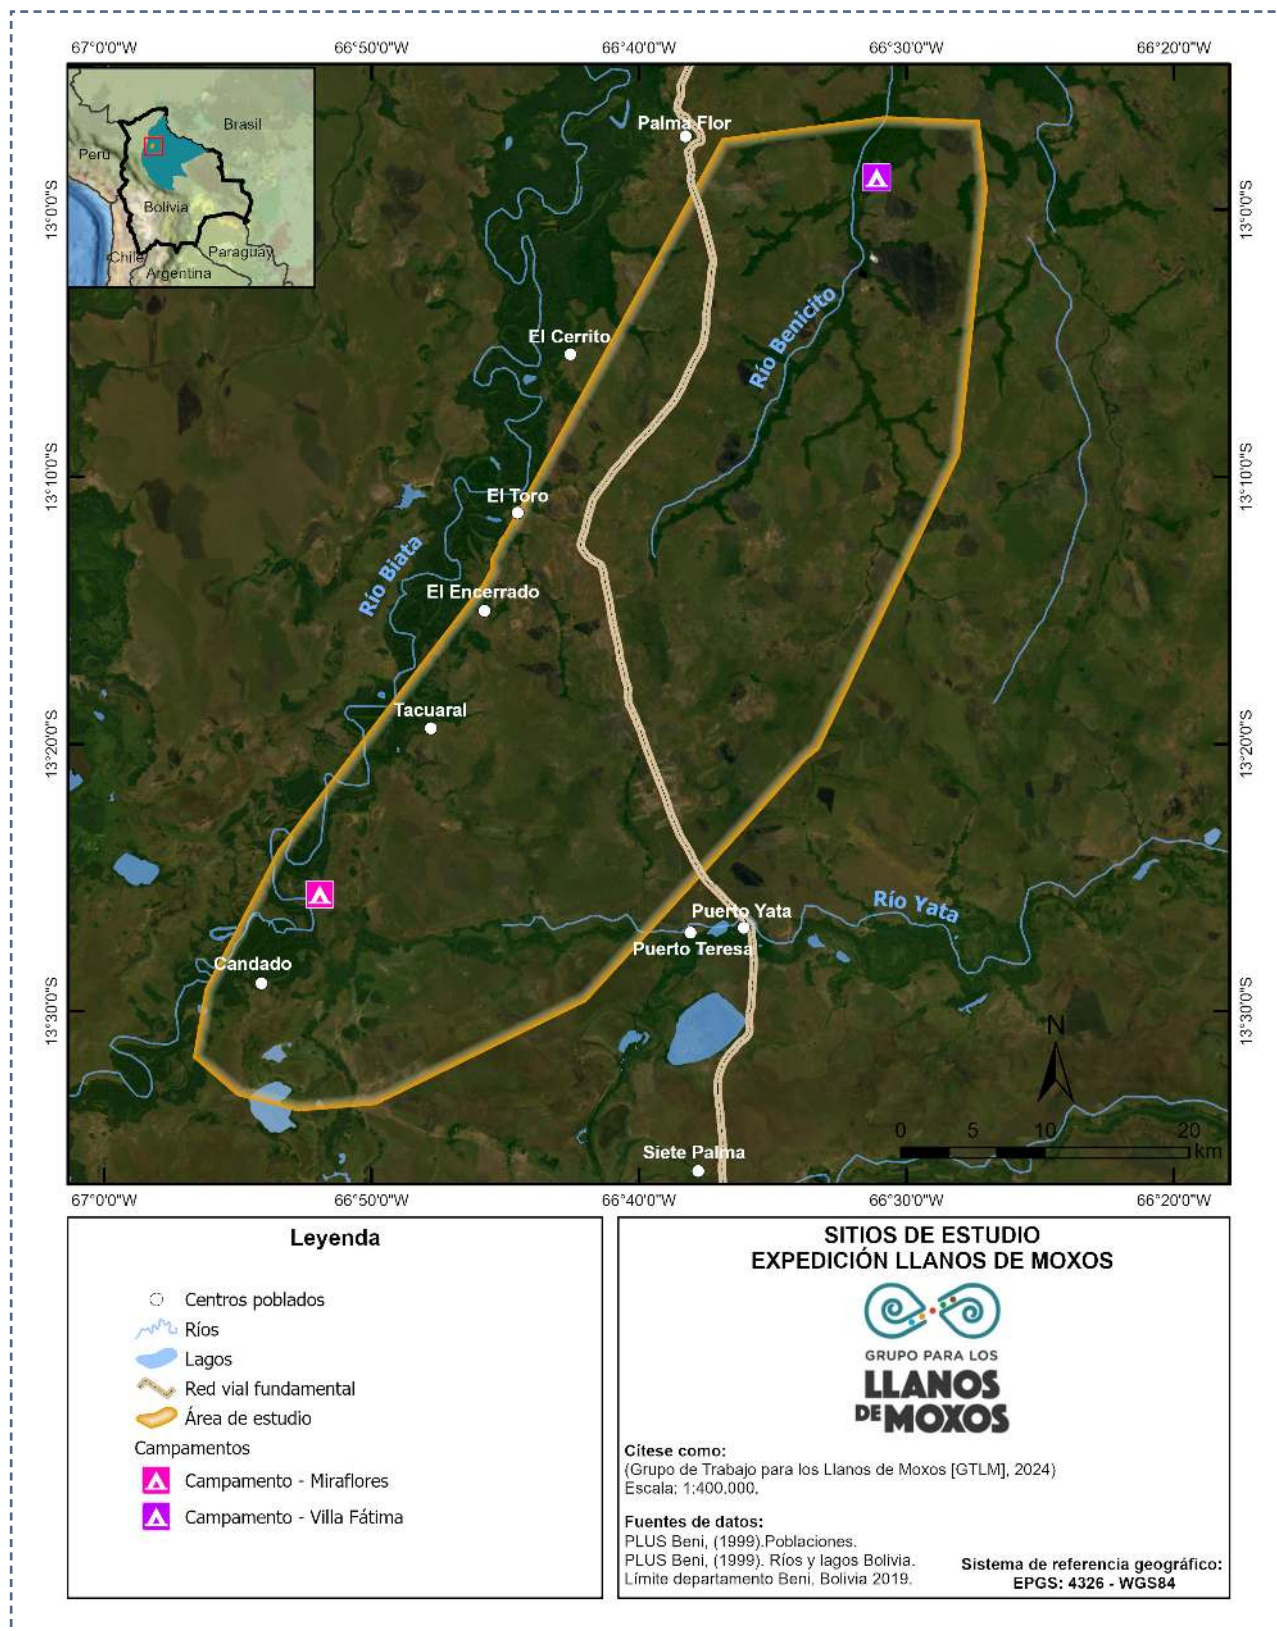 67°0'0"W 66°50'0"W 66°40'0"W 66°30'0"W 66°20'0"W
Brasil
Perú
Bolivia
Chile
Paraguay
Argentina
13°0'0"S
13°0'0"S
Palma Flor
Río Benicito
El Cerrito
13°10'0"S
13°10'0"S
El Toro
Río Biata
El Encerrado
Tacuaral
13°20'0"S
13°20'0"S
Puerto Yata
Río Yata
Puerto Teresa
Candado
13°30'0"S
13°30'0"S
N
0 5 10 20
km
Siete Palma
67°0'0"W 66°50'0"W 66°40'0"W 66°30'0"W 66°20'0"W
Leyenda
Centros poblados
Ríos
Lagos
Red vial fundamental
Área de estudio
Campamentos
Campamento - Miraflores
Campamento - Villa Fátima
SITIOS DE ESTUDIO
EXPEDICIÓN LLANOS DE MOXOS
GRUPO PARA LOS
LLANOS
DE MOXOS
Cítese como:
(Grupo de Trabajo para los Llanos de Moxos [GTLM], 2024)
Escala: 1:400.000.
Fuentes de datos:
PLUS Beni, (1999).Poblaciones.
PLUS Beni, (1999). Ríos y lagos Bolivia.
Límite departamento Beni, Bolivia 2019.
Sistema de referencia geográfico:
EPGS: 4326 - WGS84